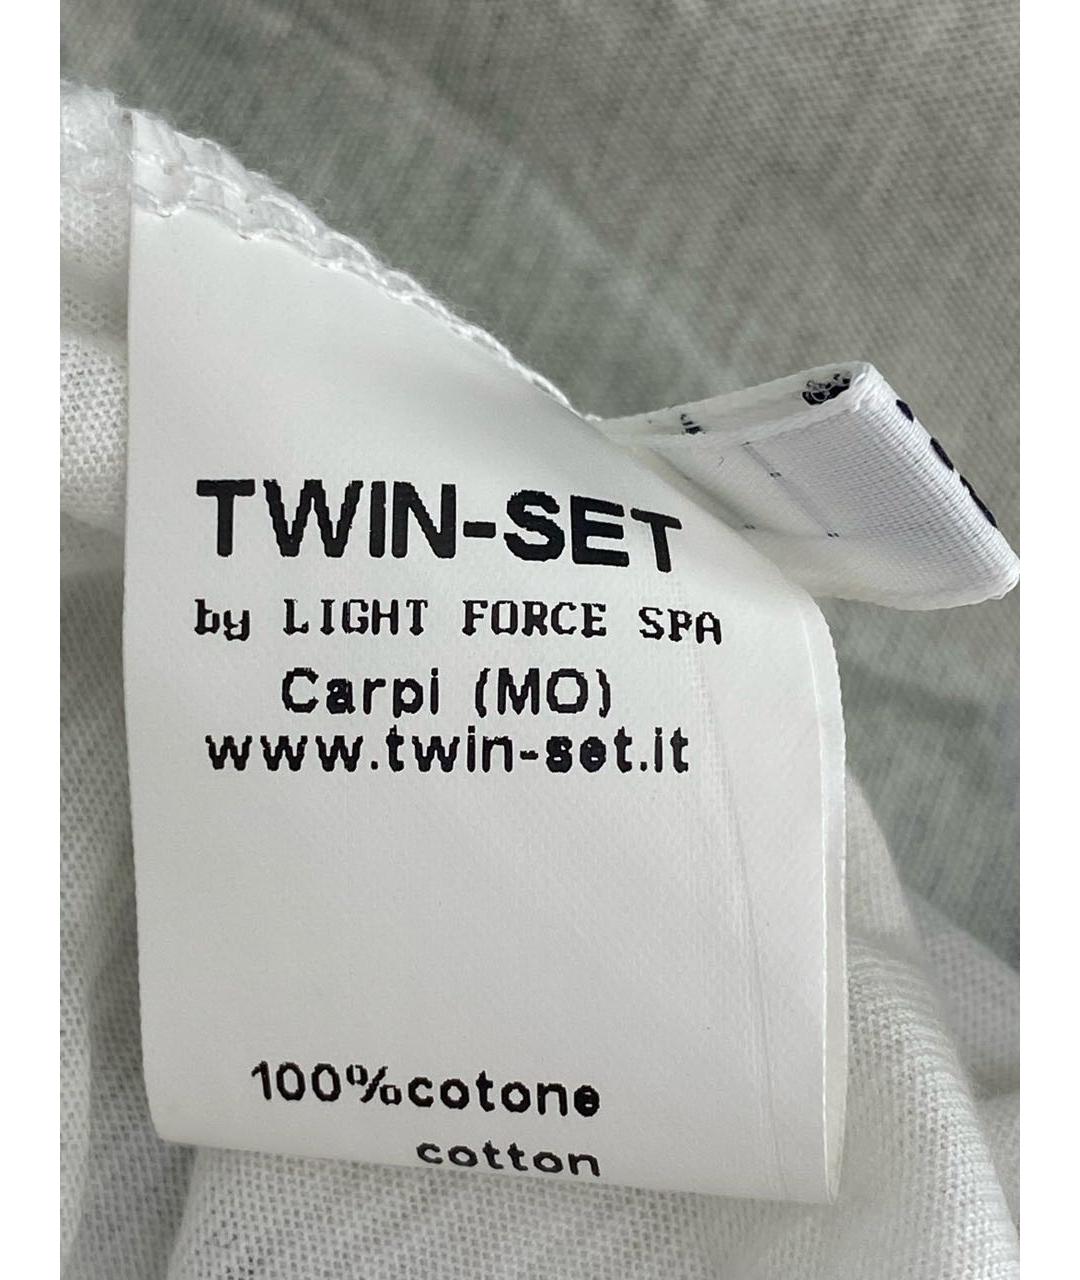 TWIN-SET
by LIGHT FORCE SPA
Carpi (MO)
www.twin-set.it
100%cotone
cotton